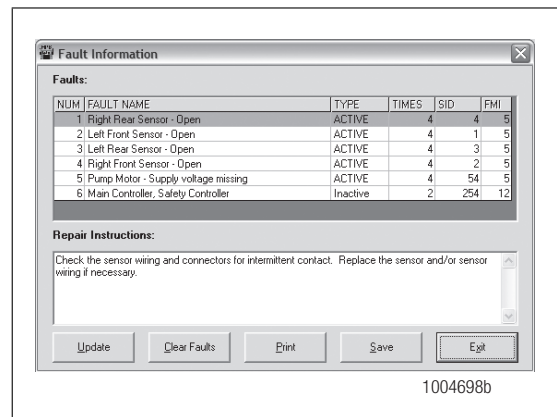 Fault Information
Faults:
NUM FAULT NAME TYPE TIMES SID FMI
1 Right Rear Sensor - Open ACTIVE 4 4 5
2 Left Front Sensor - Open ACTIVE 4 1 5
3 Left Rear Sensor - Open ACTIVE 4 3 5
4 Right Front Sensor - Open ACTIVE 4 2 5
5 Pump Motor - Supply voltage missing ACTIVE 4 54 5
6 Main Controller, Safety Controller Inactive 2 254 12
Repair Instructions:
Check the sensor wiring and connectors for intermittent contact. Replace the sensor and/or sensor
wiring if necessary.
Update Clear Faults Print Save Exit
1004698b